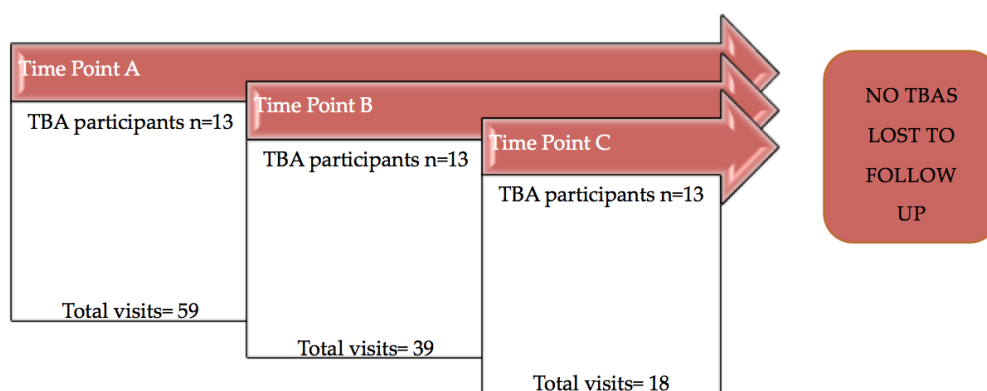 Time Point A
TBA participants n=13
Total visits= 59
Time Point B
TBA participants n=13
Total visits= 39
Time Point C
TBA participants n=13
Total visits= 18
NO TBAS
LOST TO
FOLLOW
UP